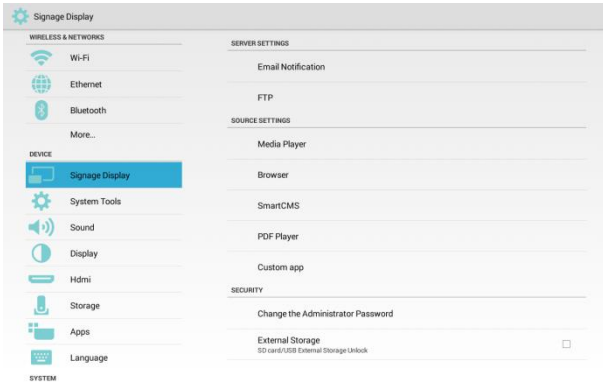 Signage Display
WIRELESS & NETWORKS
Wi-Fi
Ethernet
Bluetooth
More...
DEVICE
Signage Display
System Tools
Sound
Display
Hdmi
Storage
Apps
Language
SYSTEM
SERVER SETTINGS
Email Notification
FTP
SOURCE SETTINGS
Media Player
Browser
SmartCMS
PDF Player
Custom app
SECURITY
Change the Administrator Password
External Storage
SD card/USB External Storage Unlock